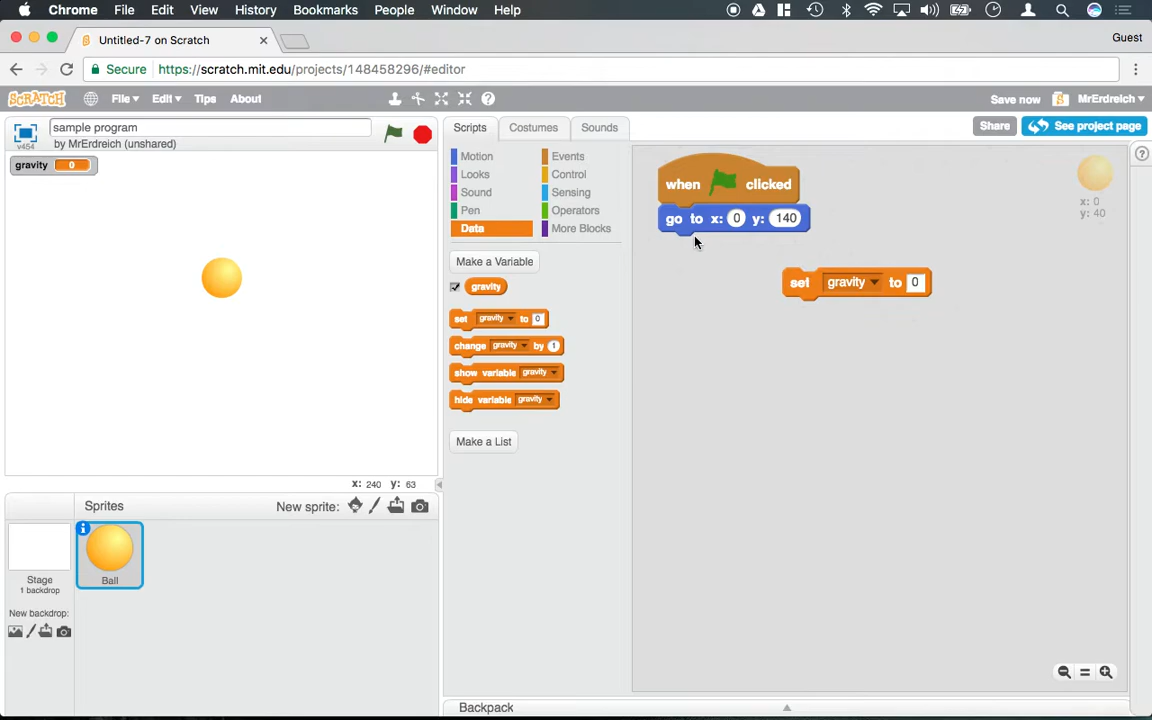 Chrome File Edit View History Bookmarks People Window Help
Untitled-7 on Scratch
Guest
Secure https://scratch.mit.edu/projects/148458296/#editor
SCRATCH File Edit Tips About Save now MrErdreich
sample program
by MrErdreich (unshared)
v454
Scripts Costumes Sounds
Share See project page
gravity 0
Motion Events
Looks Control
Sound Sensing
Pen Operators
Data More Blocks
Make a Variable
gravity
set gravity to 0
change gravity by 1
show variable gravity
hide variable gravity
Make a List
when clicked
go to x: 0 y: 140
set gravity to 0
x: 0
y: 40
x: 240 y: 63
Sprites New sprite:
Ball
Stage
1 backdrop
New backdrop:
Backpack